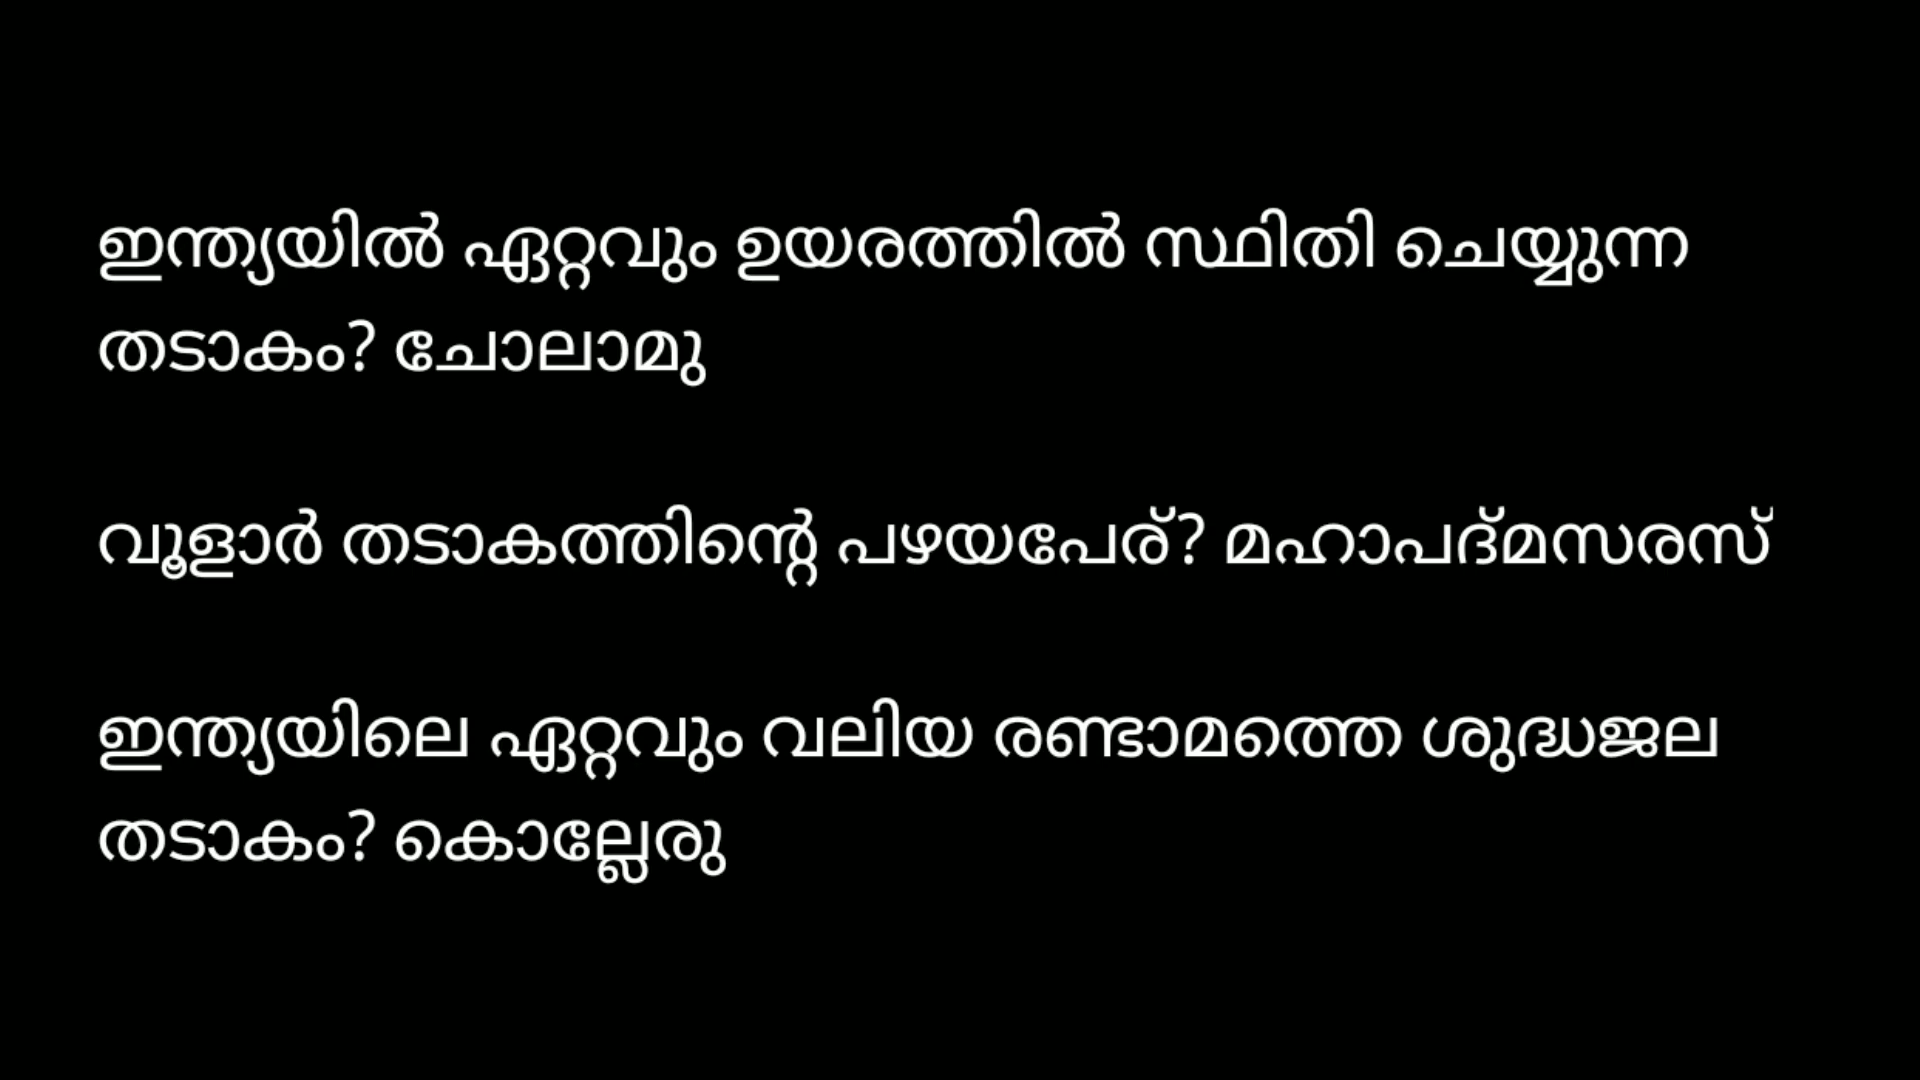 ഇന്ത്യയിൽ ഏറ്റവും ഉയരത്തിൽ സ്ഥിതി ചെയ്യുന്ന
തടാകം? ചോലാമു
വൂളാർ തടാകത്തിന്റെ പഴയപേര്? മഹാപദ്മസരസ്
ഇന്ത്യയിലെ ഏറ്റവും വലിയ രണ്ടാമത്തെ ശുദ്ധജല
തടാകം? കൊല്ലേരു